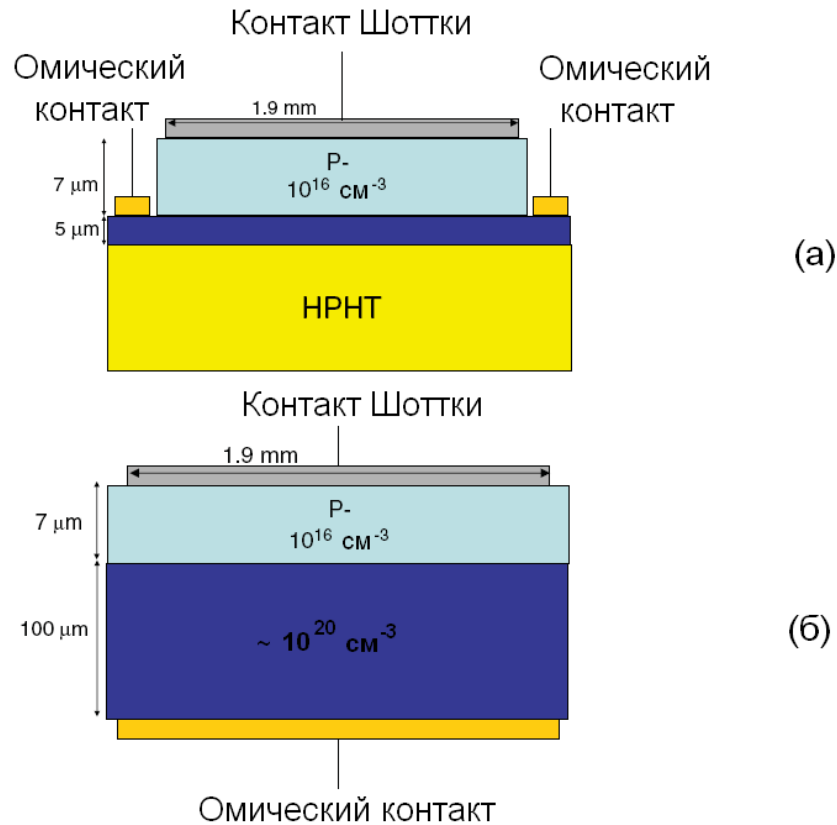 Контакт Шоттки
Омический
контакт
Омический
контакт
1.9 mm
P-
10¹⁶ см⁻³
7 μm
5 μm
HPHT
(а)
Контакт Шоттки
1.9 mm
P-
10¹⁶ см⁻³
7 μm
100 μm
~ 10²⁰ см⁻³
(б)
Омический контакт